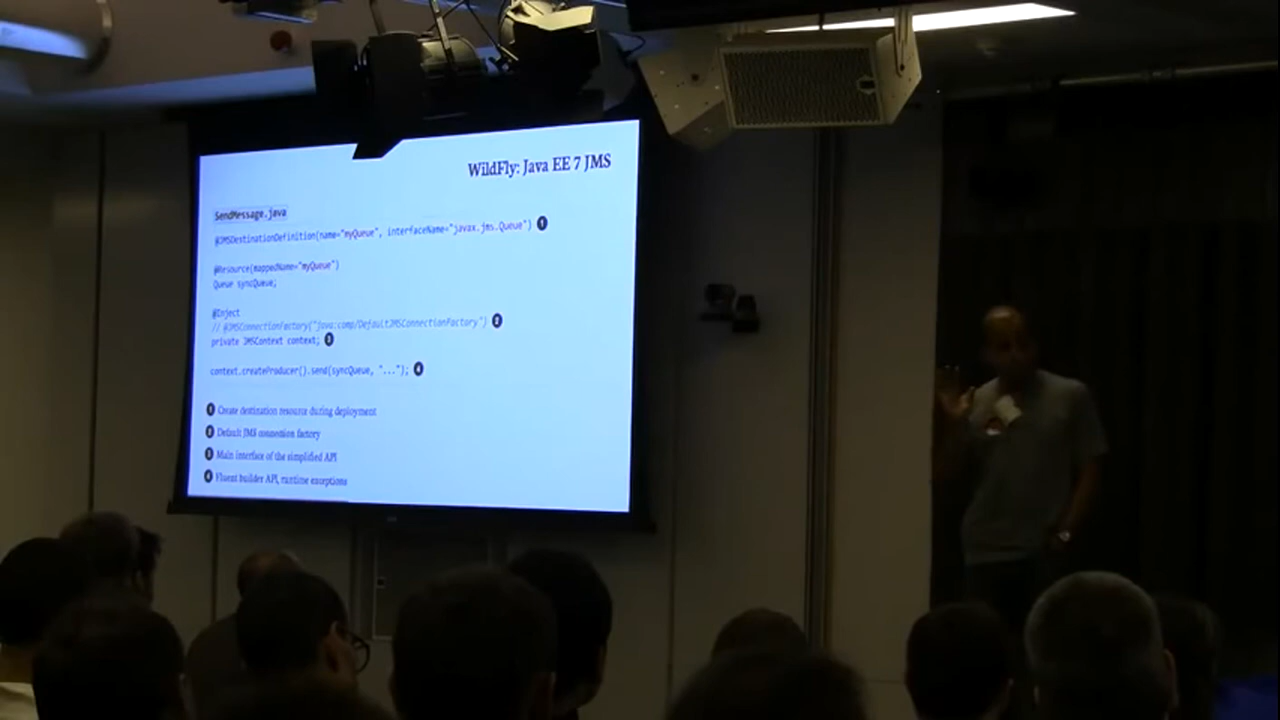 WildFly: Java EE 7 JMS
SendMessage.java
@JMSDestinationDefinition(name="myQueue", interfaceName="javax.jms.Queue") 1
@Resource(mappedName="myQueue")
Queue syncQueue;
@Inject
// @JMSConnectionFactory("java:comp/DefaultJMSConnectionFactory") 2
private JMSContext context; 3
context.createProducer().send(syncQueue, "..."); 4
1 Create destination resource during deployment
2 Default JMS connection factory
3 Main interface of the simplified API
4 Fluent builder API, runtime exceptions